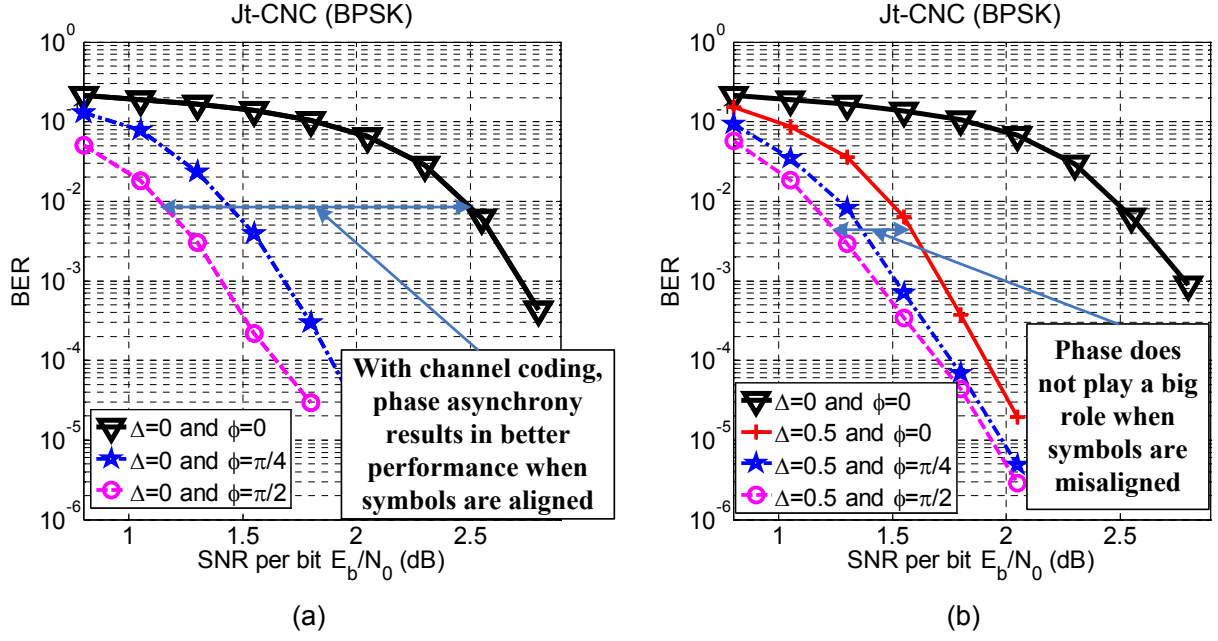 Jt-CNC (BPSK)
10^0
10^-1
10^-2
10^-3
10^-4
10^-5
10^-6
BER
1
1.5
2
2.5
SNR per bit E_b/N_0 (dB)
Δ=0 and ϕ=0
Δ=0 and ϕ=π/4
Δ=0 and ϕ=π/2
With channel coding,
phase asynchrony
results in better
performance when
symbols are aligned
(a)
Jt-CNC (BPSK)
10^0
10^-1
10^-2
10^-3
10^-4
10^-5
10^-6
BER
1
1.5
2
2.5
SNR per bit E_b/N_0 (dB)
Δ=0 and ϕ=0
Δ=0.5 and ϕ=0
Δ=0.5 and ϕ=π/4
Δ=0.5 and ϕ=π/2
Phase does
not play a big
role when
symbols are
misaligned
(b)